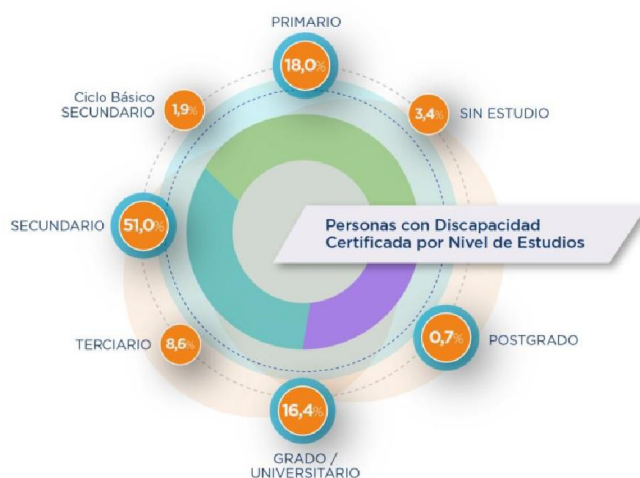 PRIMARIO
18,0%
Ciclo Básico
SECUNDARIO
1,9%
3,4%
SIN ESTUDIO
SECUNDARIO
51,0%
Personas con Discapacidad
Certificada por Nivel de Estudios
TERCIARIO
8,6%
0,7%
POSTGRADO
16,4%
GRADO /
UNIVERSITARIO